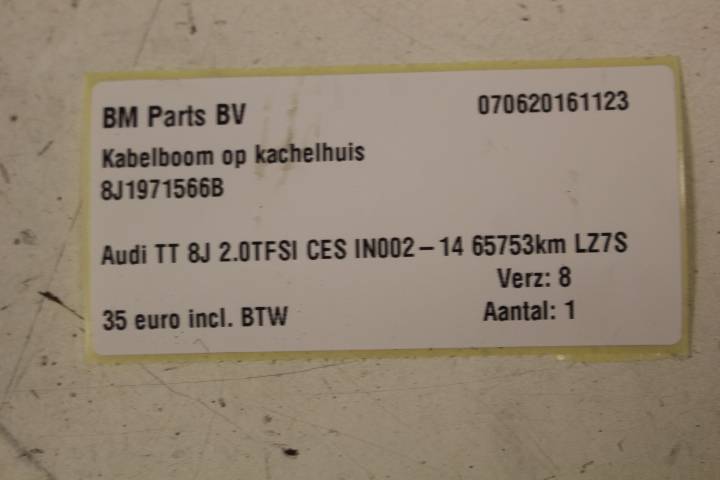 BM Parts BV 070620161123
Kabelboom op kachelhuis
8J1971566B
Audi TT 8J 2.0TFSI CES IN002-14 65753km LZ7S
Verz: 8
35 euro incl. BTW Aantal: 1